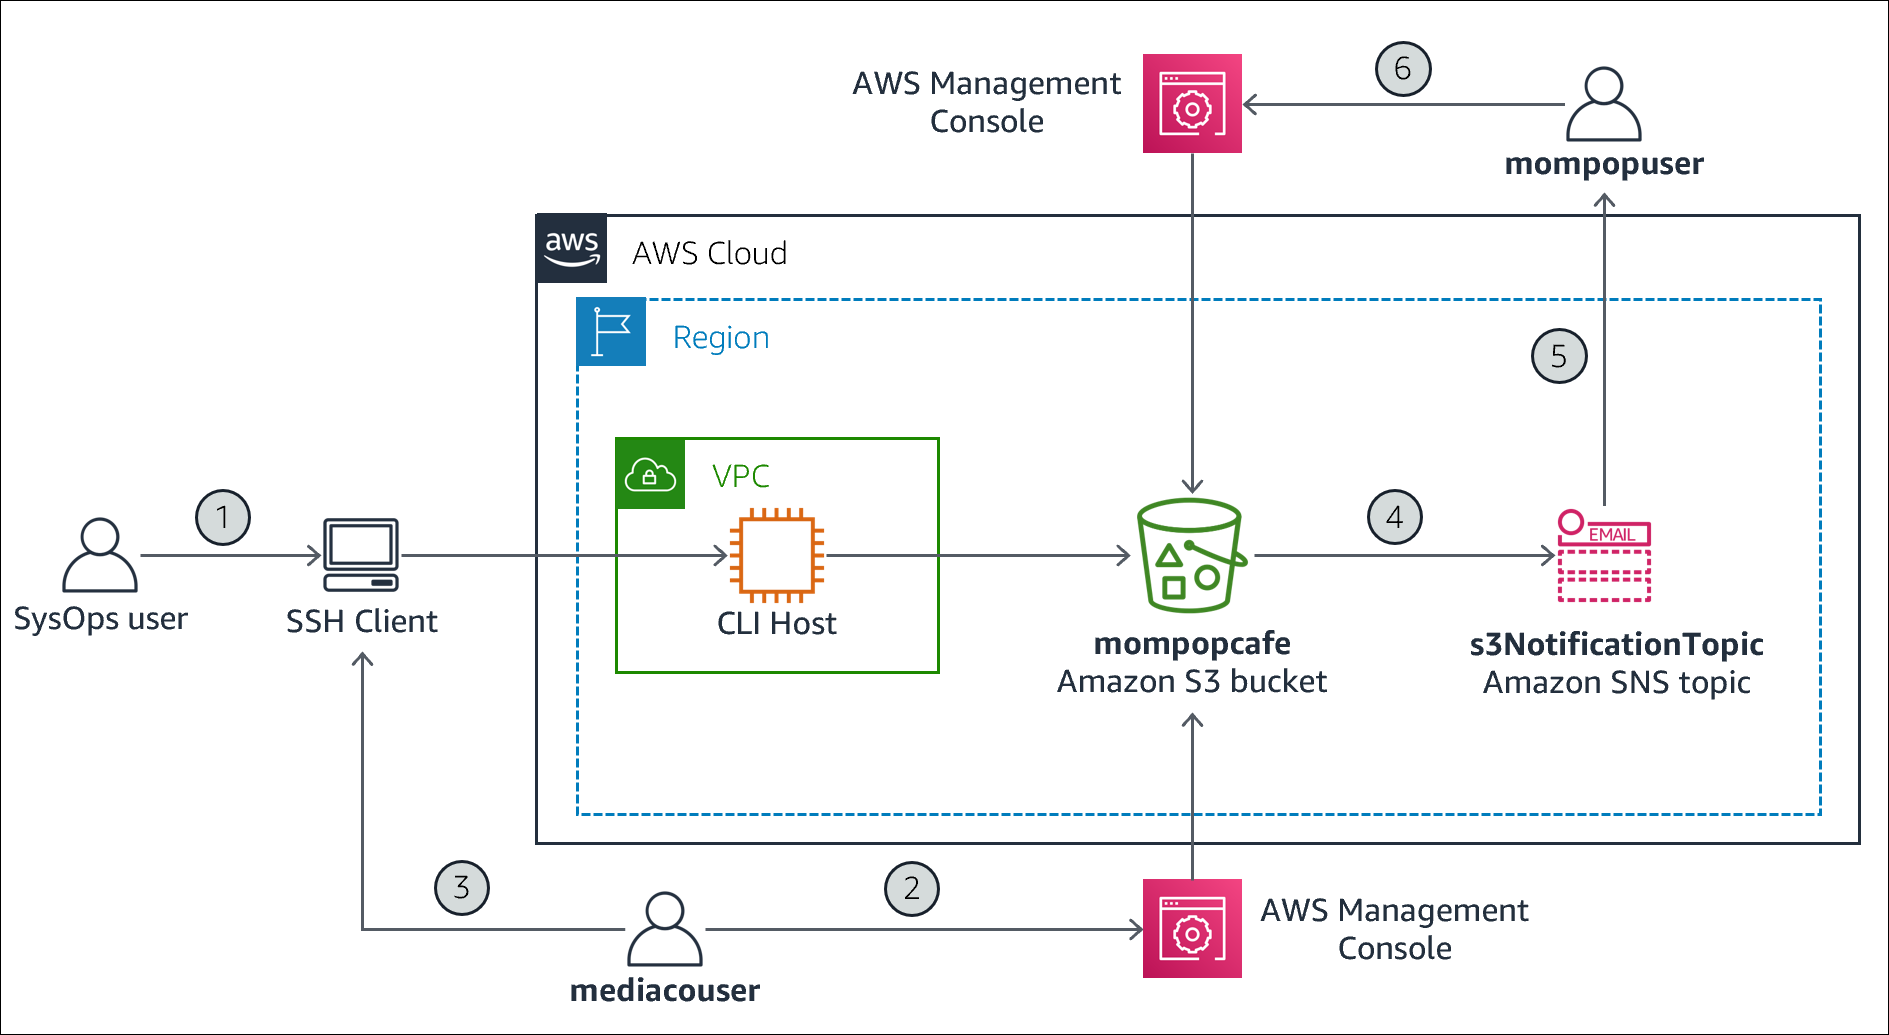 AWS Management
Console
6
mompopuser
aws
AWS Cloud
Region
5
VPC
1
4
EMAIL
SysOps user
SSH Client
CLI Host
mompopcafe
Amazon S3 bucket
s3NotificationTopic
Amazon SNS topic
3
2
AWS Management
Console
mediacouser